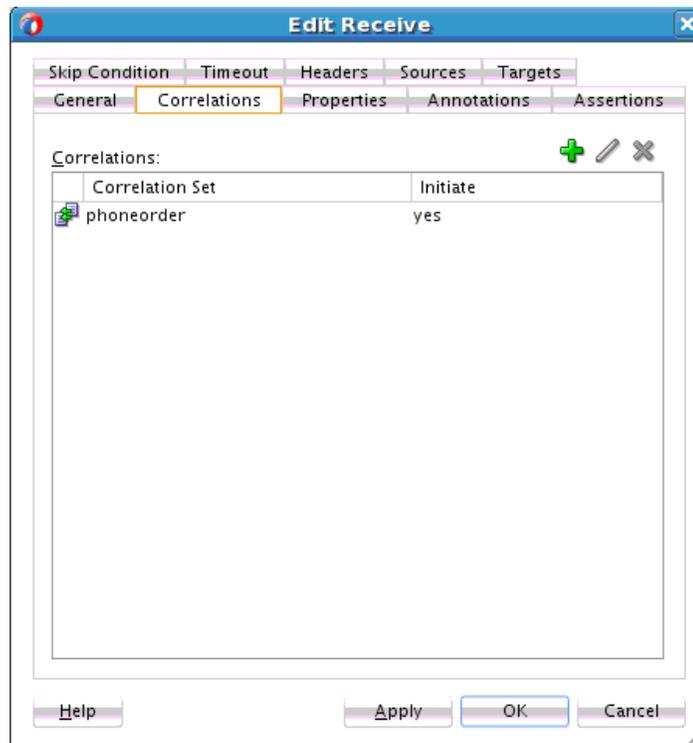 Edit Receive
Skip Condition Timeout Headers Sources Targets
General Correlations Properties Annotations Assertions
Correlations:
Correlation Set Initiate
phoneorder yes
Help Apply OK Cancel